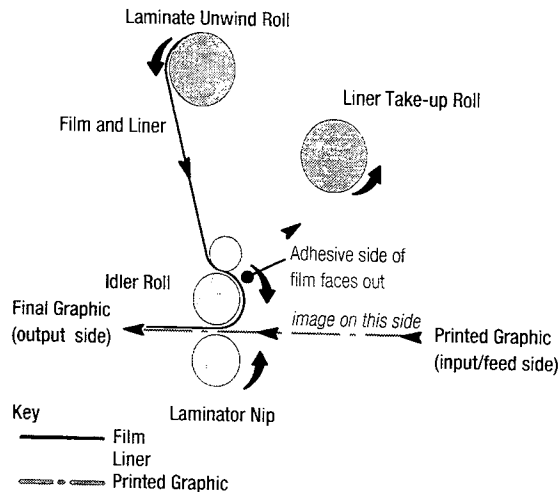 Laminate Unwind Roll
Liner Take-up Roll
Film and Liner
Adhesive side of
film faces out
Idler Roll
Final Graphic
(output side)
image on this side
Printed Graphic
(input/feed side)
Laminator Nip
Key
Film
Liner
Printed Graphic